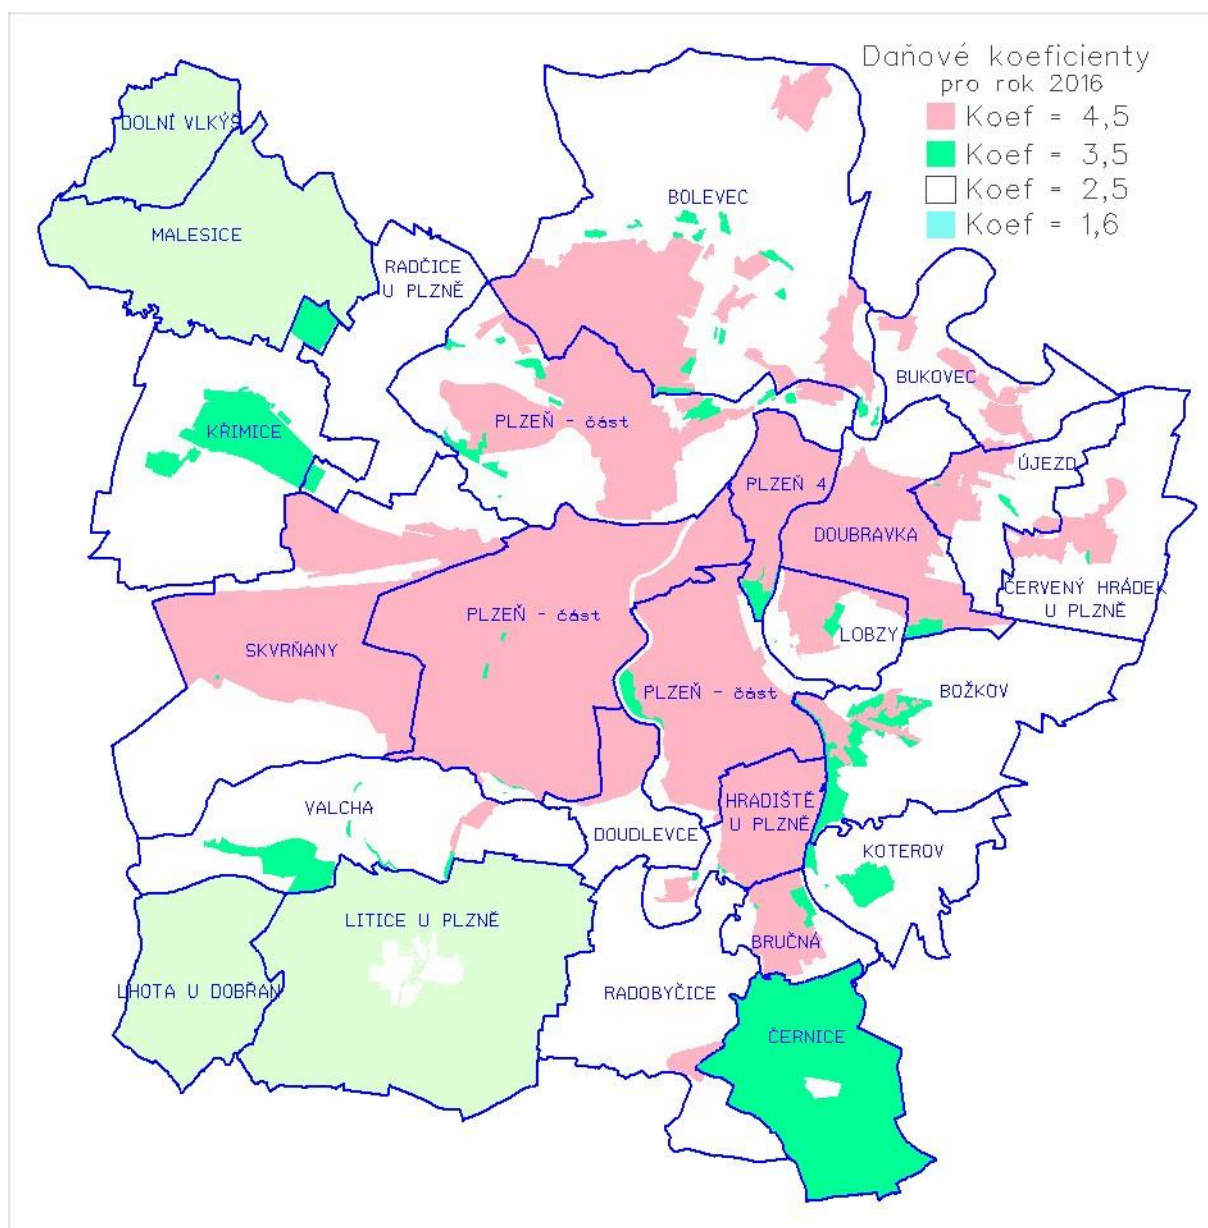 Daňové koeficienty
pro rok 2016
Koef = 4,5
Koef = 3,5
Koef = 2,5
Koef = 1,6
DOLNÍ VLKÝŠ
MALESICE
RADČICE
U PLZNĚ
BOLEVEC
BUKOVEC
KŘIMICE
PLZEŇ - část
PLZEŇ 4
ÚJEZD
DOUBRAVKA
ČERVENÝ HRÁDEK
U PLZNĚ
PLZEŇ - část
SKVRŇANY
LOBZY
PLZEŇ - část
BOŽKOV
VALCHA
HRADIŠTĚ
U PLZNĚ
DOUDLEVCE
KOTEROV
LITICE U PLZNĚ
BRUČNÁ
LHOTA U DOBŘAN
RADOBYČICE
ČERNICE